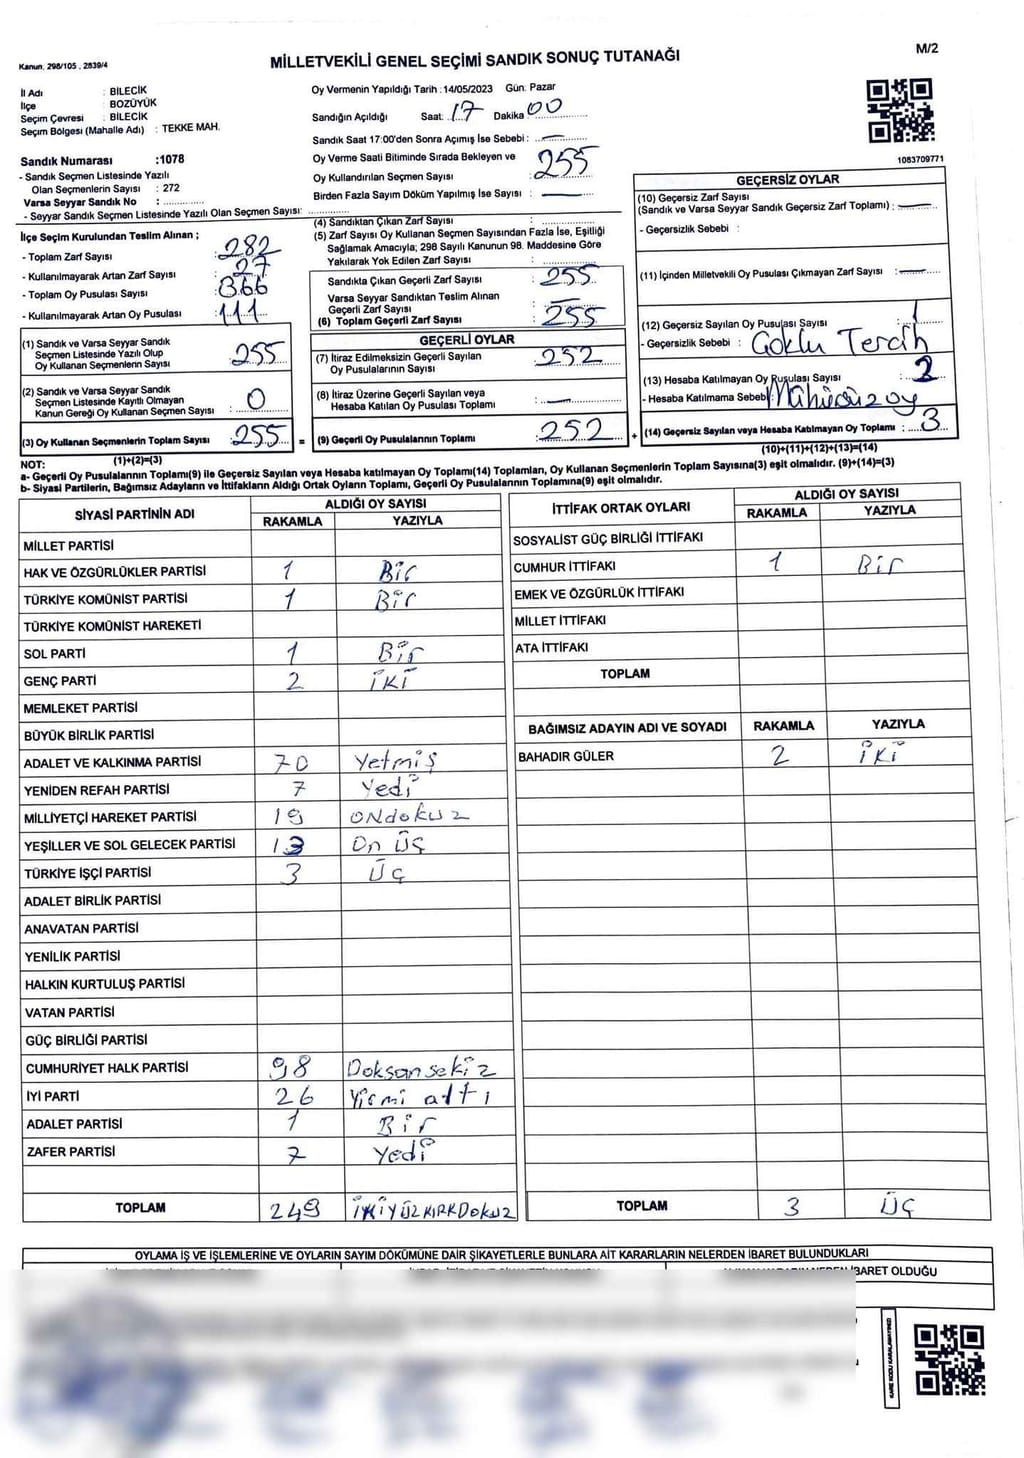 Kanun. 298/105 , 2839/4
MİLLETVEKİLİ GENEL SEÇİMİ SANDIK SONUÇ TUTANAĞI
M/2
İl Adı : BİLECİK
İlçe : BOZÜYÜK
Seçim Çevresi : BİLECİK
Seçim Bölgesi (Mahalle Adı) : TEKKE MAH.
Sandık Numarası :1078
- Sandık Seçmen Listesinde Yazılı
Olan Seçmenlerin Sayısı : 272
Varsa Seyyar Sandık No :
- Seyyar Sandık Seçmen Listesinde Yazılı Olan Seçmen Sayısı:
Oy Vermenin Yapıldığı Tarih :14/05/2023 Gün: Pazar
Sandığın Açıldığı Saat: 17 Dakika 00
Sandık Saat 17:00'den Sonra Açımış İse Sebebi : —
Oy Verme Saati Bitiminde Sırada Bekleyen ve
Oy Kullandırılan Seçmen Sayısı : 255
Birden Fazla Sayım Döküm Yapılmış İse Sayısı : —
1083709771
İlçe Seçim Kurulundan Teslim Alınan ;
- Toplam Zarf Sayısı : 282
- Kullanılmayarak Artan Zarf Sayısı : 27
- Toplam Oy Pusulası Sayısı : 366
- Kullanılmayarak Artan Oy Pusulası : 111
(1) Sandık ve Varsa Seyyar Sandık
Seçmen Listesinde Yazılı Olup
Oy Kullanan Seçmenlerin Sayısı : 255
(2) Sandık ve Varsa Seyyar Sandık
Seçmen Listesinde Kayıtlı Olmayan
Kanun Gereği Oy Kullanan Seçmen Sayısı : 0
(3) Oy Kullanan Seçmenlerin Toplam Sayısı : 255 =
(1)+(2)=(3)
(4) Sandıktan Çıkan Zarf Sayısı :
(5) Zarf Sayısı Oy Kullanan Seçmen Sayısından Fazla İse, Eşitliği
Sağlamak Amacıyla; 298 Sayılı Kanunun 98. Maddesine Göre
Yakılarak Yok Edilen Zarf Sayısı :
Sandıkta Çıkan Geçerli Zarf Sayısı : 255
Varsa Seyyar Sandıktan Teslim Alınan
Geçerli Zarf Sayısı : —
(6) Toplam Geçerli Zarf Sayısı : 255
GEÇERLİ OYLAR
(7) İtiraz Edilmeksizin Geçerli Sayılan
Oy Pusulalarının Sayısı : 252
(8) İtiraz Üzerine Geçerli Sayılan veya
Hesaba Katılan Oy Pusulası Toplamı : —
(9) Geçerli Oy Pusulalarının Toplamı : 252 +
GEÇERSİZ OYLAR
(10) Geçersiz Zarf Sayısı
(Sandık ve Varsa Seyyar Sandık Geçersiz Zarf Toplamı) : —
- Geçersizlik Sebebi :
(11) İçinden Milletvekili Oy Pusulası Çıkmayan Zarf Sayısı : —
(12) Geçersiz Sayılan Oy Pusulası Sayısı : 1
- Geçersizlik Sebebi : Çoklu Tercih
(13) Hesaba Katılmayan Oy Pusulası Sayısı : 2
- Hesaba Katılmama Sebebi: Mühürsüz oy
(14) Geçersiz Sayılan veya Hesaba Katılmayan Oy Toplamı : 3
(10)+(11)+(12)+(13)=(14)
NOT:
a- Geçerli Oy Pusulalarının Toplamı(9) ile Geçersiz Sayılan veya Hesaba katılmayan Oy Toplamı(14) Toplamları, Oy Kullanan Seçmenlerin Toplam Sayısına(3) eşit olmalıdır. (9)+(14)=(3)
b- Siyasi Partilerin, Bağımsız Adayların ve İttifakların Aldığı Ortak Oyların Toplamı, Geçerli Oy Pusulalarının Toplamına(9) eşit olmalıdır.
SİYASİ PARTİNİN ADI ALDIĞI OY SAYISI
RAKAMLA YAZIYLA
MİLLET PARTİSİ
HAK VE ÖZGÜRLÜKLER PARTİSİ 1 Bir
TÜRKİYE KOMÜNİST PARTİSİ 1 Bir
TÜRKİYE KOMÜNİST HAREKETİ
SOL PARTİ 1 Bir
GENÇ PARTİ 2 İKİ
MEMLEKET PARTİSİ
BÜYÜK BİRLİK PARTİSİ
ADALET VE KALKINMA PARTİSİ 70 Yetmiş
YENİDEN REFAH PARTİSİ 7 Yedi
MİLLİYETÇİ HAREKET PARTİSİ 19 ONdokuz
YEŞİLLER VE SOL GELECEK PARTİSİ 13 On Üç
TÜRKİYE İŞÇİ PARTİSİ 3 Üç
ADALET BİRLİK PARTİSİ
ANAVATAN PARTİSİ
YENİLİK PARTİSİ
HALKIN KURTULUŞ PARTİSİ
VATAN PARTİSİ
GÜÇ BİRLİĞİ PARTİSİ
CUMHURİYET HALK PARTİSİ 98 Doksan sekiz
İYİ PARTİ 26 Yirmi altı
ADALET PARTİSİ 1 Bir
ZAFER PARTİSİ 7 Yedi
TOPLAM 249 İKİYÜZKIRKDokuz
İTTİFAK ORTAK OYLARI ALDIĞI OY SAYISI
RAKAMLA YAZIYLA
SOSYALİST GÜÇ BİRLİĞİ İTTİFAKI
CUMHUR İTTİFAKI 1 Bir
EMEK VE ÖZGÜRLÜK İTTİFAKI
MİLLET İTTİFAKI
ATA İTTİFAKI
TOPLAM
BAĞIMSIZ ADAYIN ADI VE SOYADI RAKAMLA YAZIYLA
BAHADIR GÜLER 2 İKİ
TOPLAM 3 Üç
OYLAMA İŞ VE İŞLEMLERİNE VE OYLARIN SAYIM DÖKÜMÜNE DAİR ŞİKAYETLERLE BUNLARA AİT KARARLARIN NELERDEN İBARET BULUNDUKLARI
İBARET OLDUĞU
KARE KODU KARALAMAYINIZ!